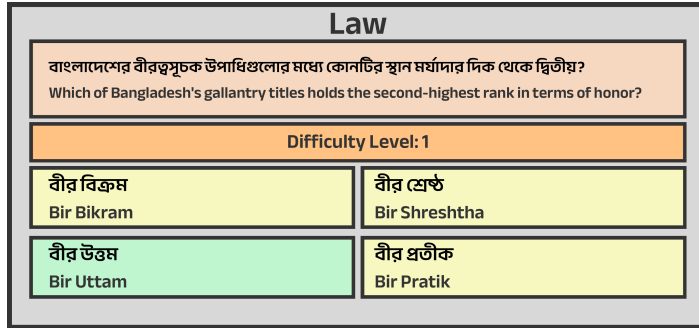 Law
বাংলাদেশের বীরত্বসূচক উপাধিগুলোর মধ্যে কোনটির স্থান মর্যাদার দিক থেকে দ্বিতীয়?
Which of Bangladesh's gallantry titles holds the second-highest rank in terms of honor?
Difficulty Level: 1
বীর বিক্রম
Bir Bikram
বীর শ্রেষ্ঠ
Bir Shreshtha
বীর উত্তম
Bir Uttam
বীর প্রতীক
Bir Pratik